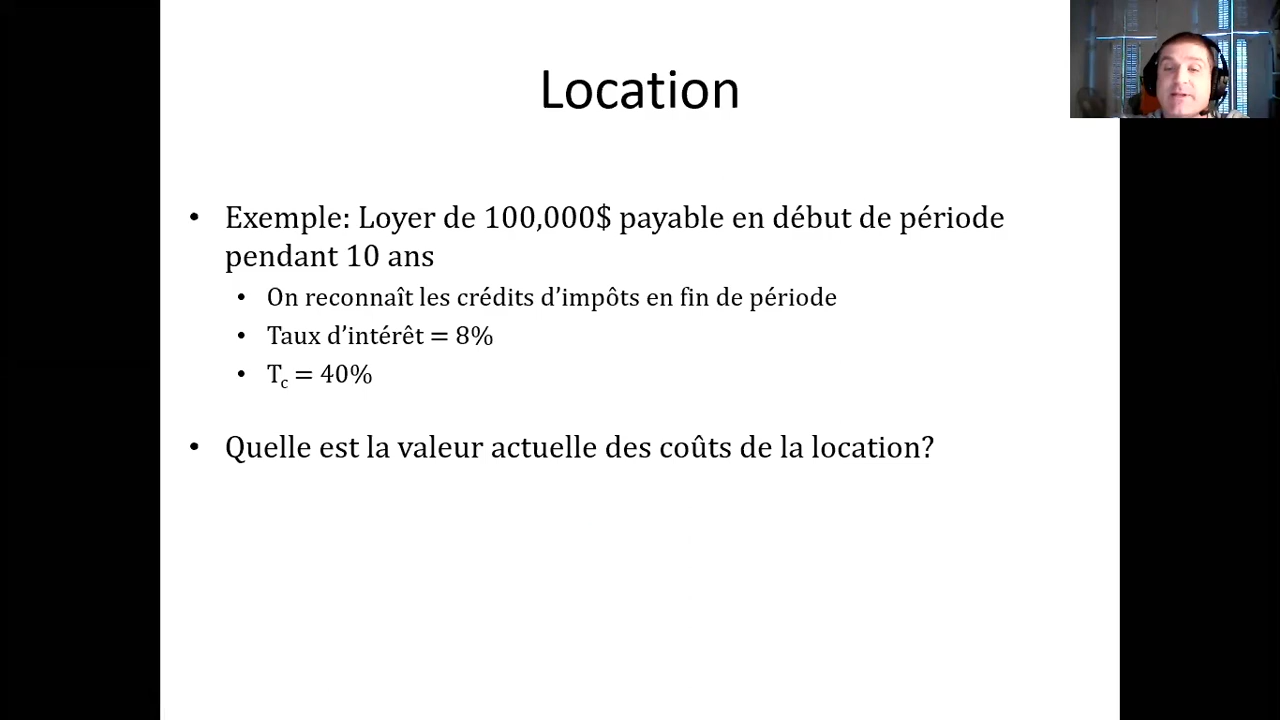 Location
• Exemple: Loyer de 100,000$ payable en début de période
pendant 10 ans
• On reconnaît les crédits d’impôts en fin de période
• Taux d’intérêt = 8%
• Tc = 40%
• Quelle est la valeur actuelle des coûts de la location?